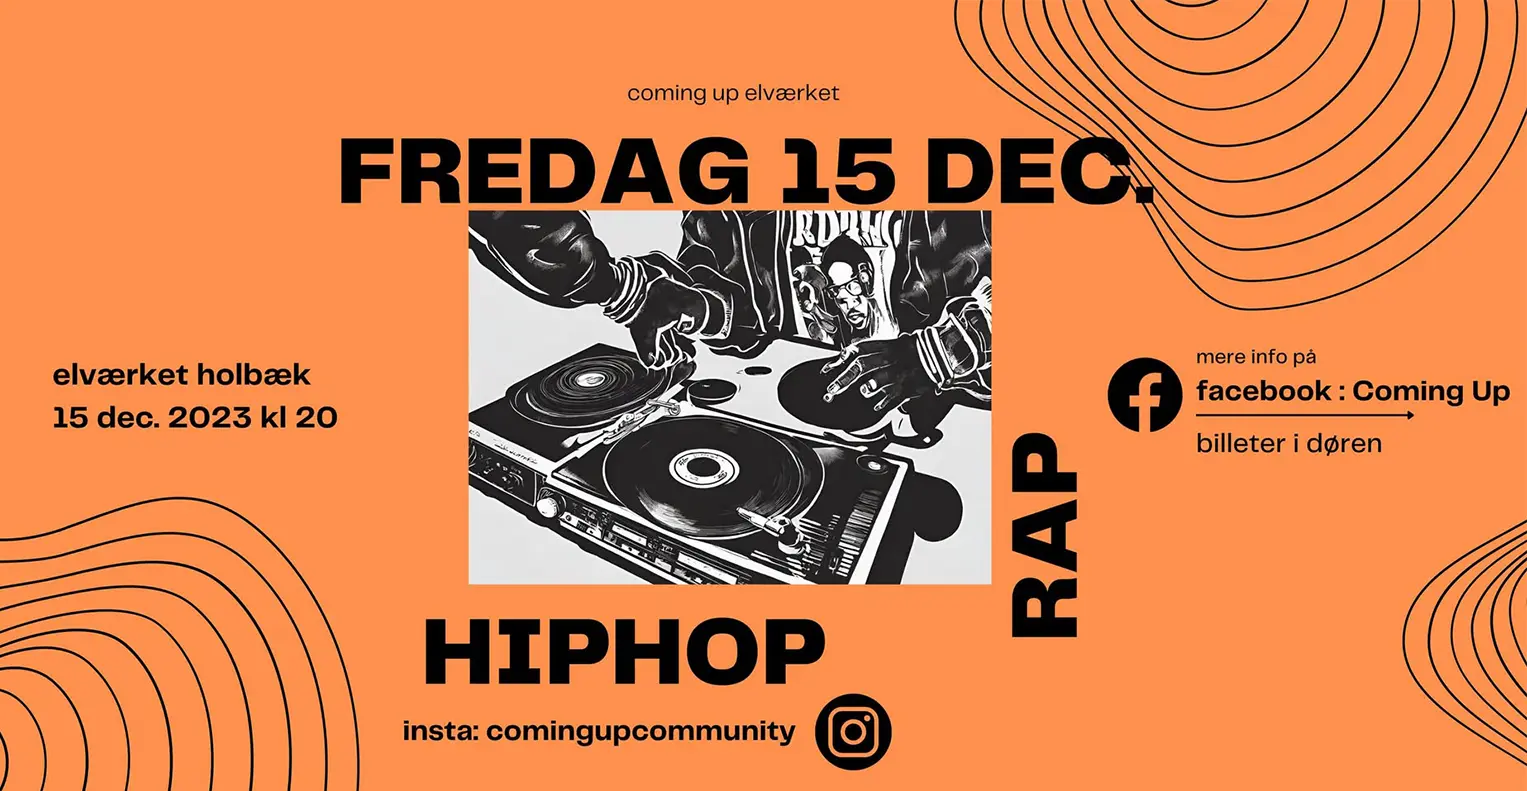 coming up elværket
FREDAG 15 DEC.
elværket holbæk
15 dec. 2023 kl 20
mere info på
facebook : Coming Up
billeter i døren
RAP
HIPHOP
insta: comingupcommunity